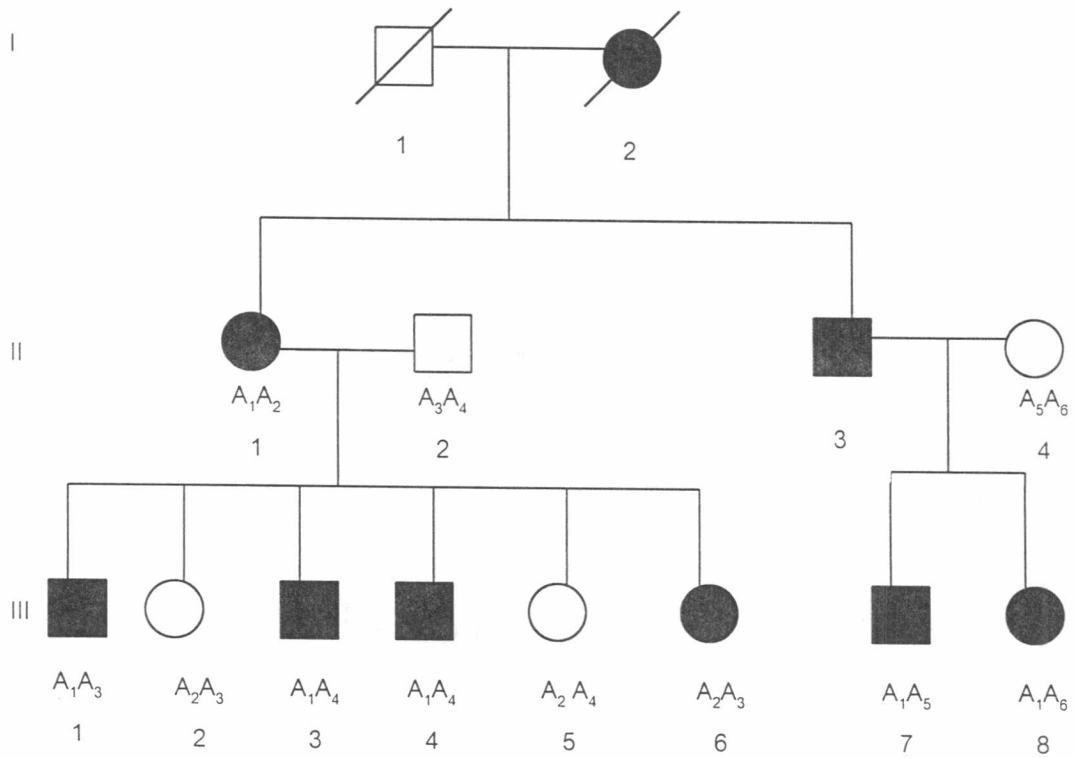 I
1 2
II
A₁A₂ A₃A₄ A₅A₆
1 2 3 4
III
A₁A₃ A₂A₃ A₁A₄ A₁A₄ A₂ A₄ A₂A₃ A₁A₅ A₁A₆
1 2 3 4 5 6 7 8